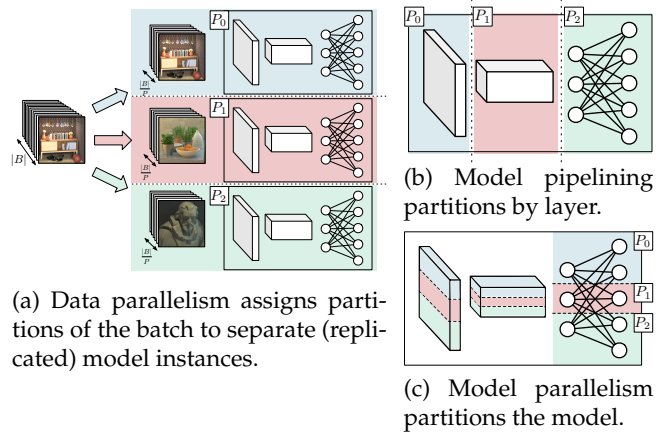 P₀
|B|/P
P₁
|B|
|B|/P
P₂
|B|/P
(a) Data parallelism assigns parti-
tions of the batch to separate (repli-
cated) model instances.
P₀ P₁ P₂
(b) Model pipelining
partitions by layer.
P₀
P₁
P₂
(c) Model parallelism
partitions the model.